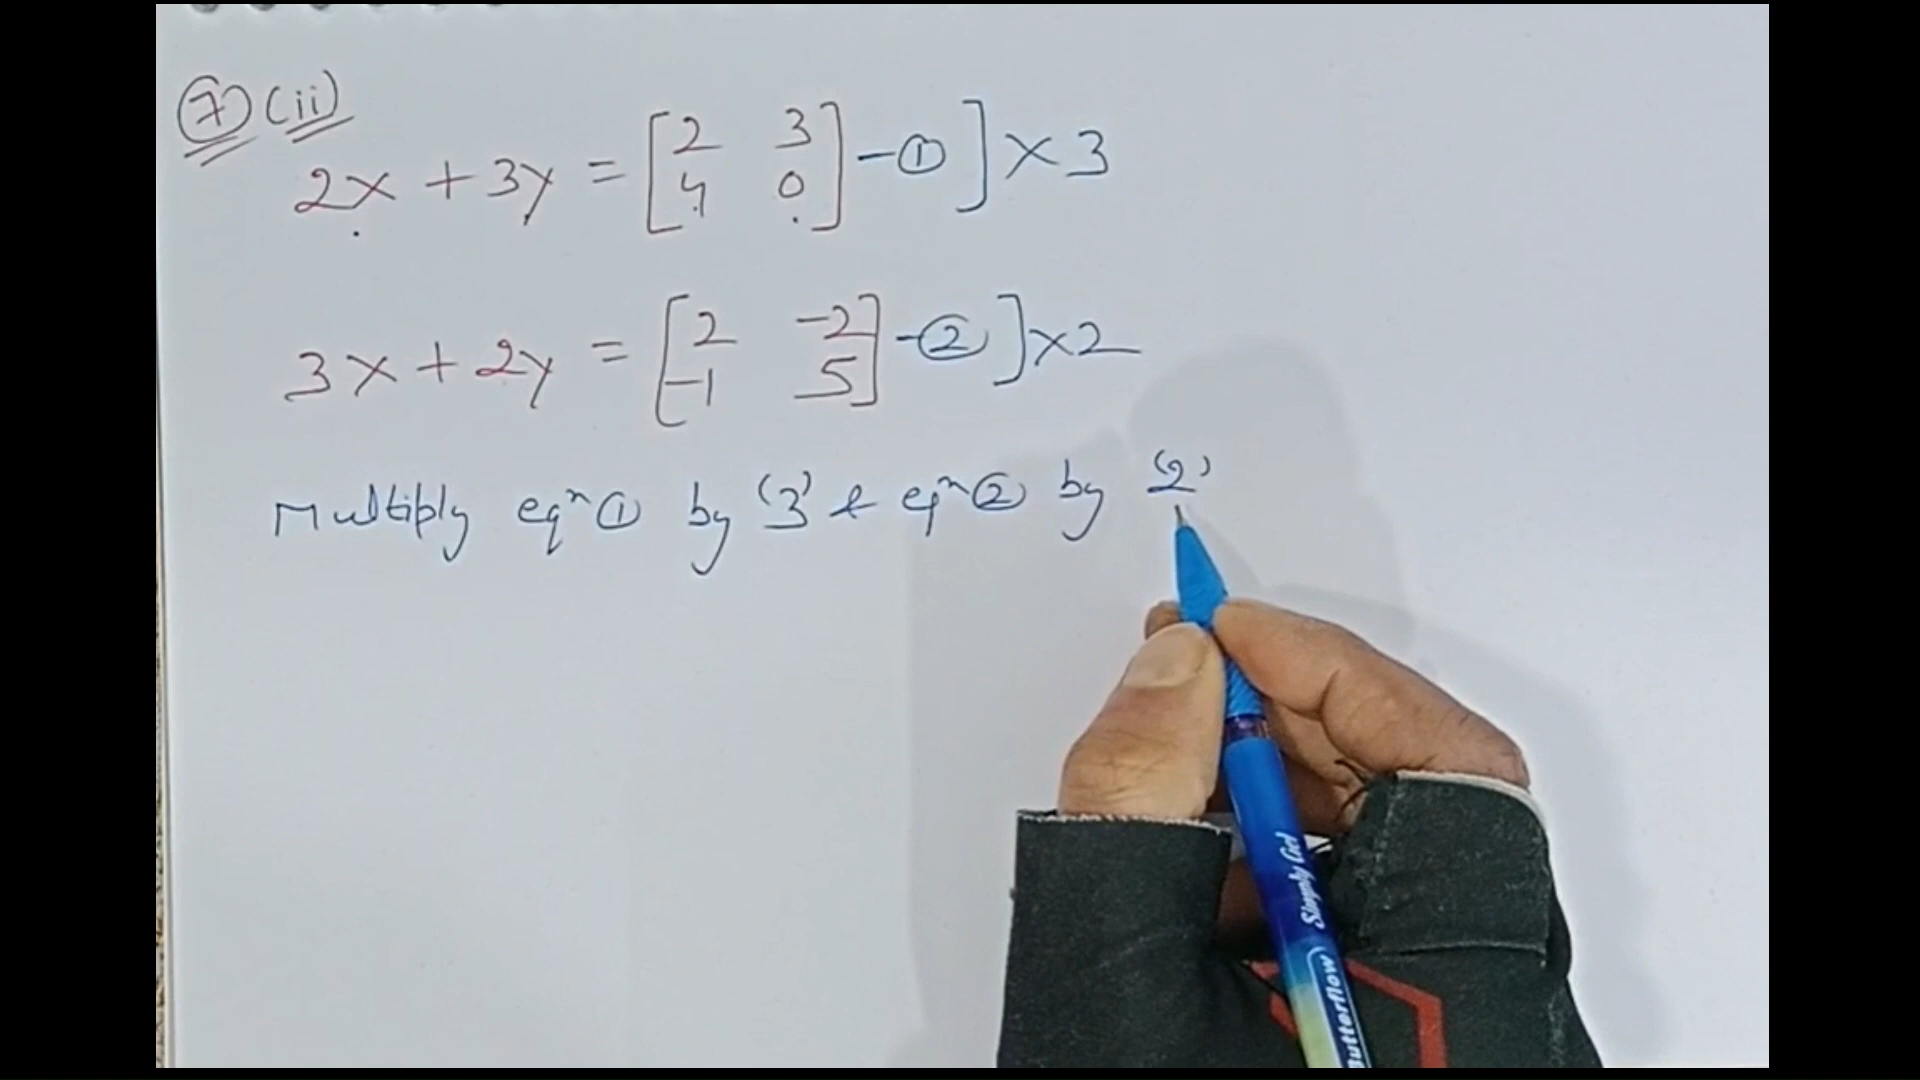 7 (ii)
2x + 3y = [2 3 4 0] - ① ] × 3
3x + 2y = [2 -2 -1 5] - ② ] × 2
Multiply eqⁿ ① by '3' & eqⁿ ② by '2'
Simply Gel
Butterflow